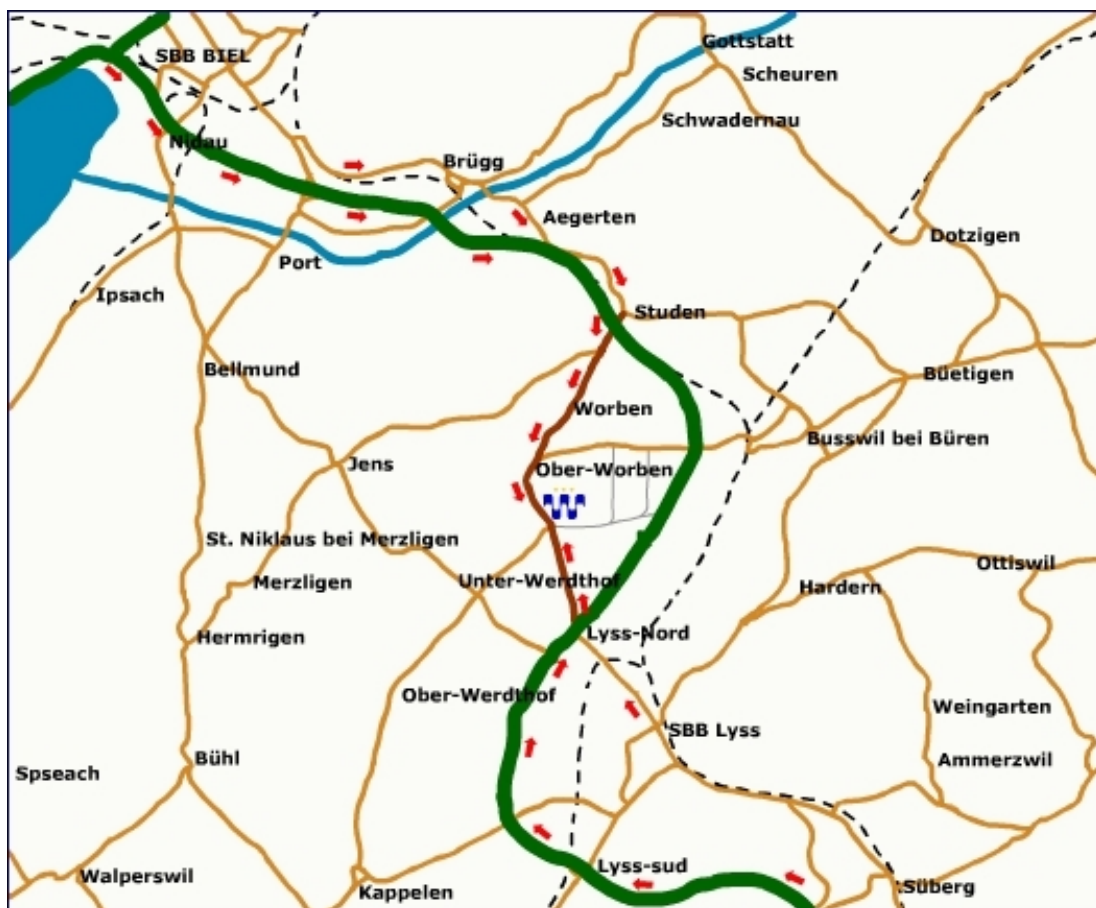 Gottstatt
SBB BIEL
Scheuren
Schwadernau
Nidau
Brügg
Aegerten
Dotzigen
Port
Ipsach
Studen
Bellmund
Büetigen
Worben
Busswil bei Büren
Jens
Ober-Worben
St. Niklaus bei Merzligen
Ottiswil
Merzligen
Unter-Werdthof
Hardern
Hermrigen
Lyss-Nord
Ober-Werdthof
Weingarten
SBB Lyss
Bühl
Ammerzwil
Spseach
Lyss-sud
Walperswil
Süberg
Kappelen